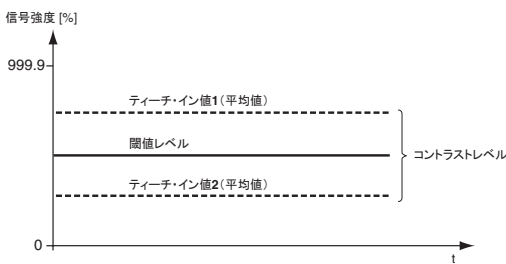 信号強度 [%]
999.9
ティーチ・イン値1（平均値）
閾値レベル
コントラストレベル
ティーチ・イン値2（平均値）
0
t